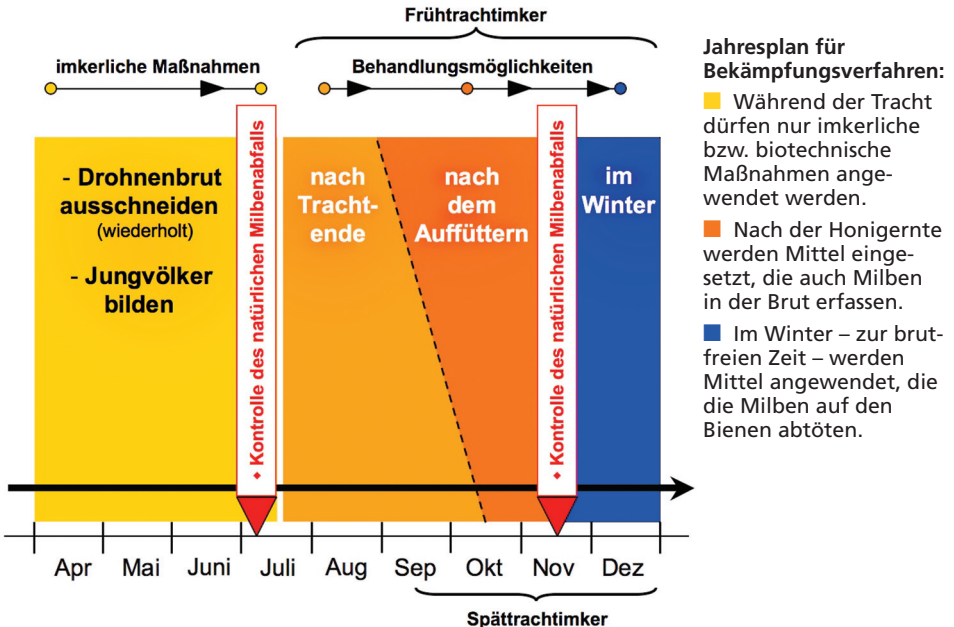 Frühtrachtimker
imkerliche Maßnahmen
Behandlungsmöglichkeiten
- Drohnenbrut
ausschneiden
(wiederholt)
- Jungvölker
bilden
♦ Kontrolle des natürlichen Milbenabfalls
nach
Tracht-
ende
nach
dem
Auffüttern
♦ Kontrolle des natürlichen Milbenabfalls
im
Winter
Apr Mai Juni Juli Aug Sep Okt Nov Dez
Spättrachtimker
Jahresplan für
Bekämpfungsverfahren:
Während der Tracht
dürfen nur imkerliche
bzw. biotechnische
Maßnahmen ange-
wendet werden.
Nach der Honigernte
werden Mittel einge-
setzt, die auch Milben
in der Brut erfassen.
Im Winter – zur brut-
freien Zeit – werden
Mittel angewendet, die
die Milben auf den
Bienen abtöten.